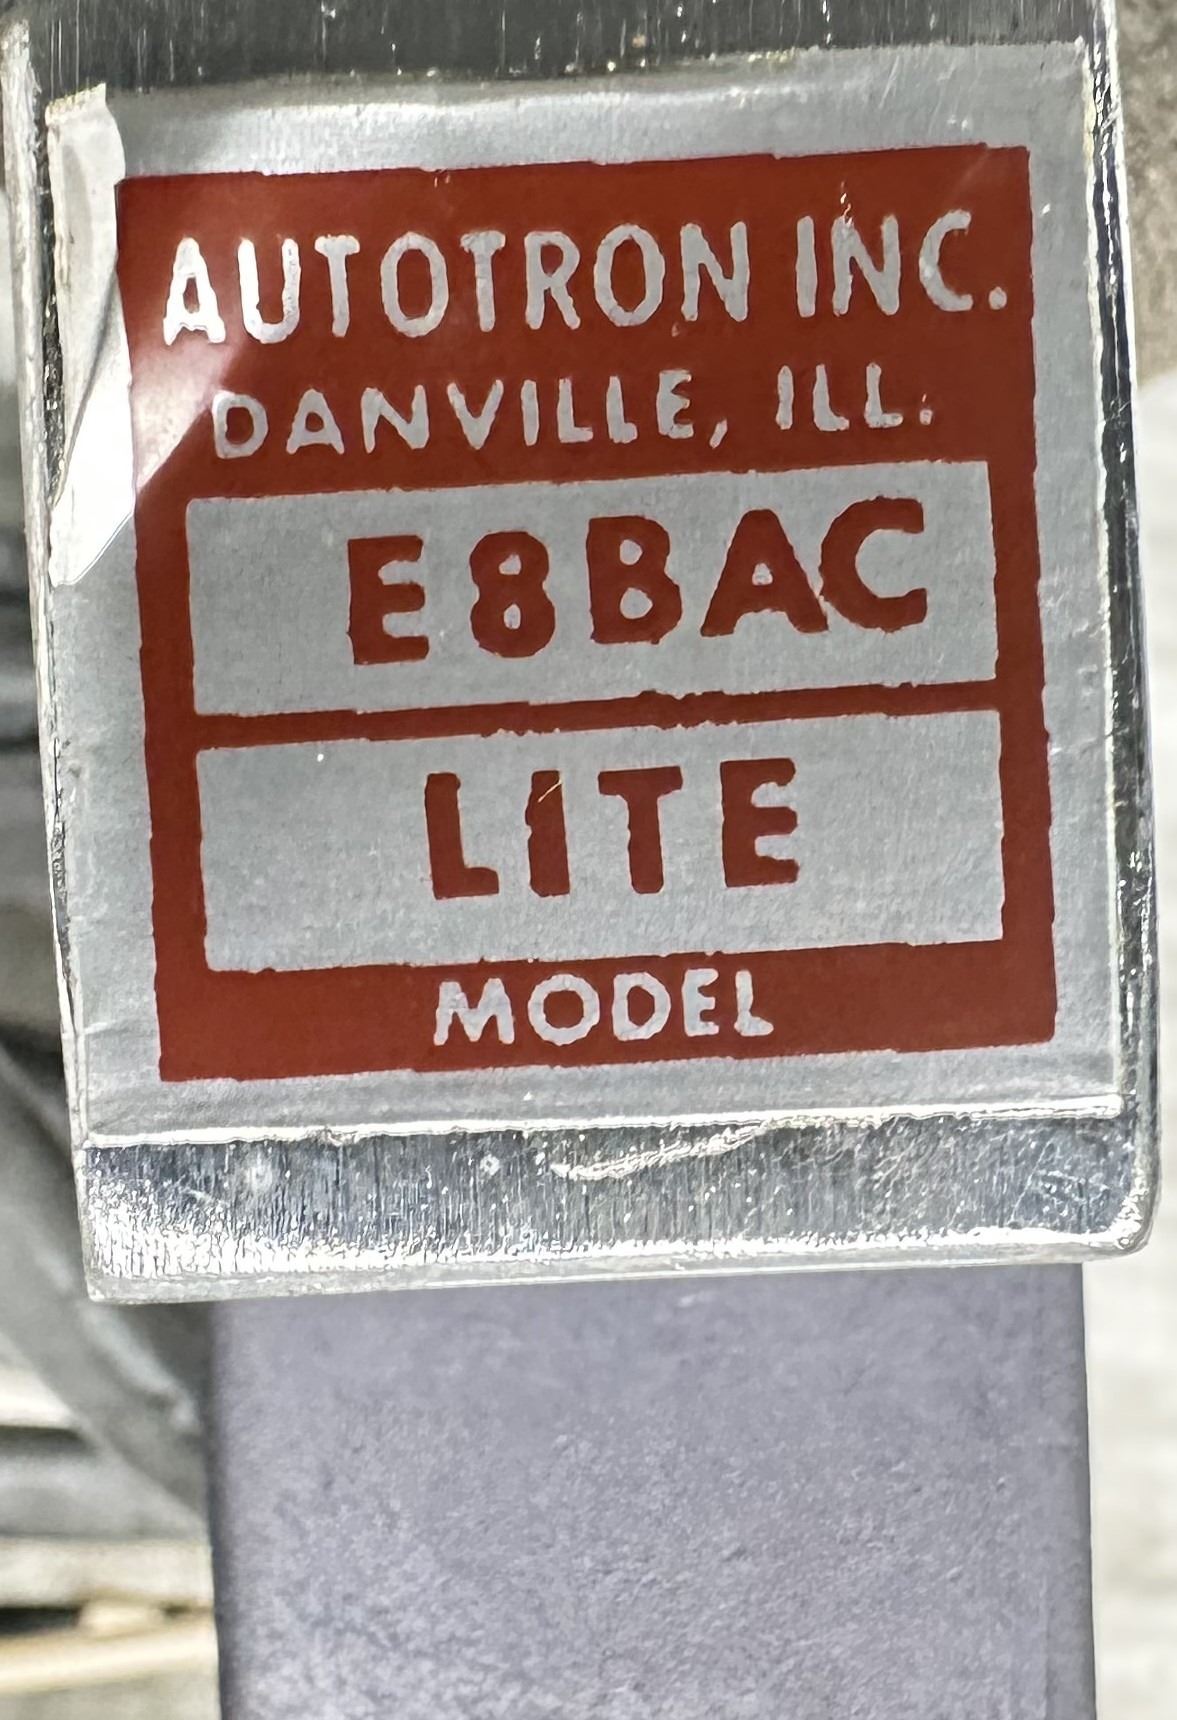 AUTOTRON INC.
DANVILLE, ILL.
E8BAC
LITE
MODEL